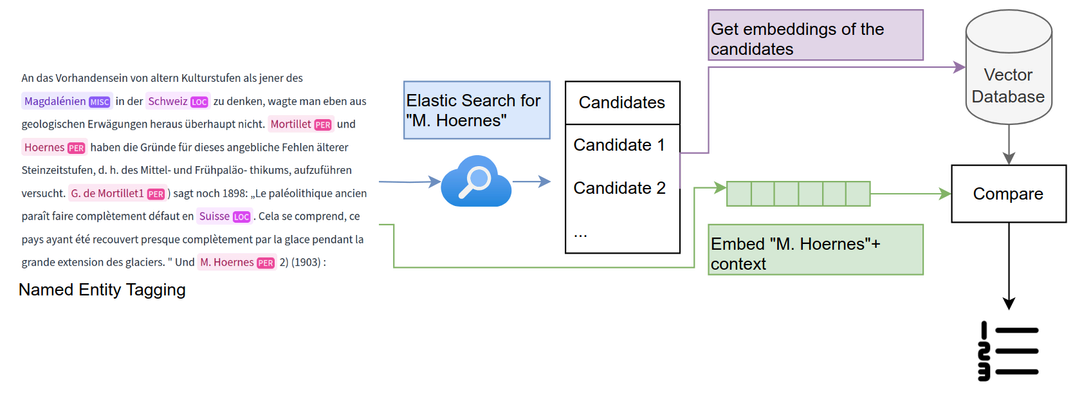 An das Vorhandensein von altern Kulturstufen als jener des
Magdalénien MISC in der Schweiz LOC zu denken, wagte man eben aus
geologischen Erwägungen heraus überhaupt nicht. Mortillet PER und
Hoernes PER haben die Gründe für dieses angebliche Fehlen älterer
Steinzeitstufen, d. h. des Mittel- und Frühpaläo- thikums, aufzuführen
versucht. G. de Mortillet1 PER ) sagt noch 1898: „Le paléolithique ancien
paraît faire complètement défaut en Suisse LOC . Cela se comprend, ce
pays ayant été recouvert presque complètement par la glace pendant la
grande extension des glaciers. " Und M. Hoernes PER 2) (1903) :
Named Entity Tagging
Elastic Search for
"M. Hoernes"
Candidates
Candidate 1
Candidate 2
...
Get embeddings of the
candidates
Embed "M. Hoernes"+
context
Vector
Database
Compare
1
2
3